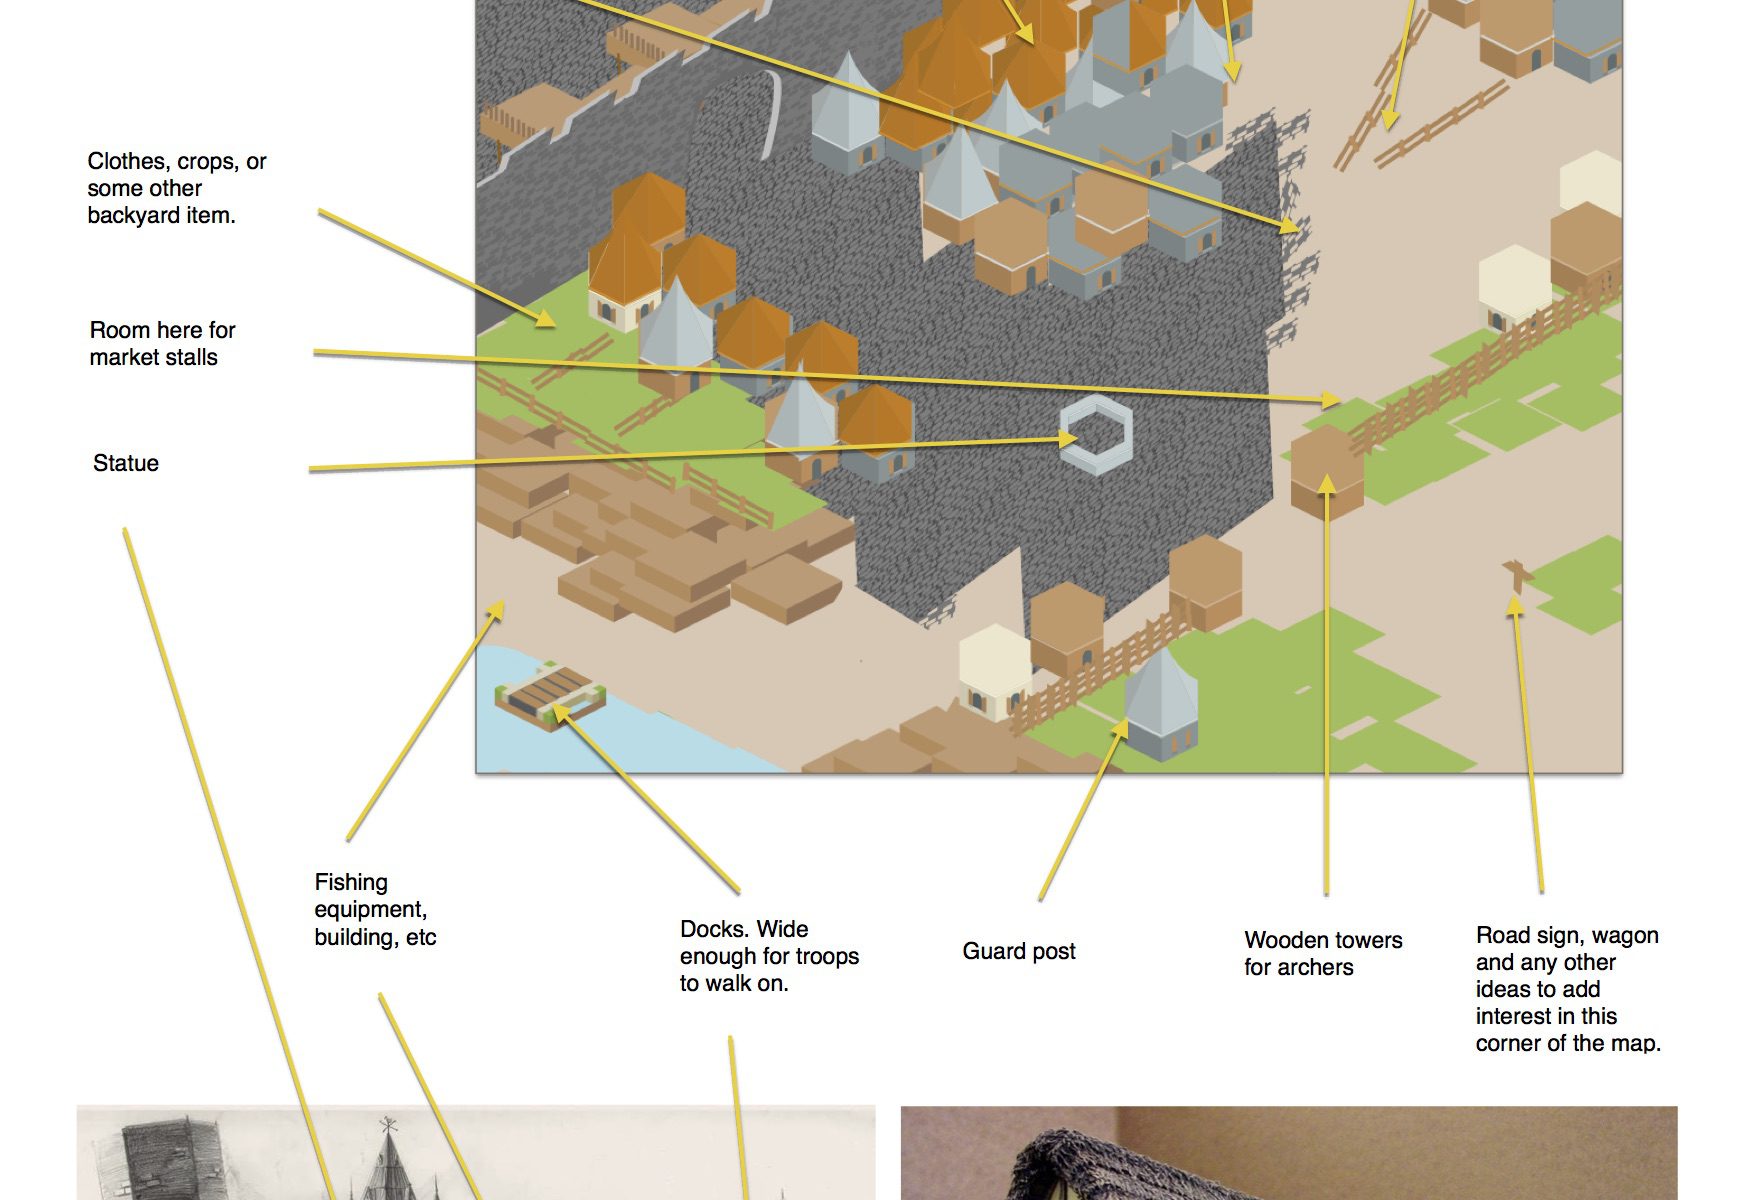 Clothes, crops, or
some other
backyard item.
Room here for
market stalls
Statue
Fishing
equipment,
building, etc
Docks. Wide
enough for troops
to walk on.
Guard post
Wooden towers
for archers
Road sign, wagon
and any other
ideas to add
interest in this
corner of the map.